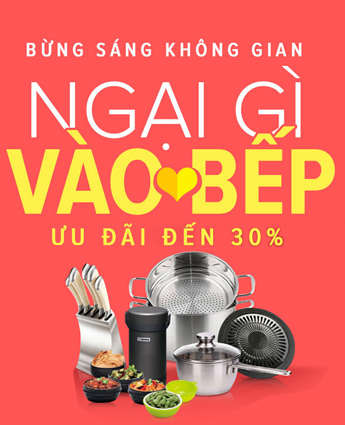 BỪNG SÁNG KHÔNG GIAN
NGẠI GÌ
VÀO BẾP
ƯU ĐÃI ĐẾN 30%